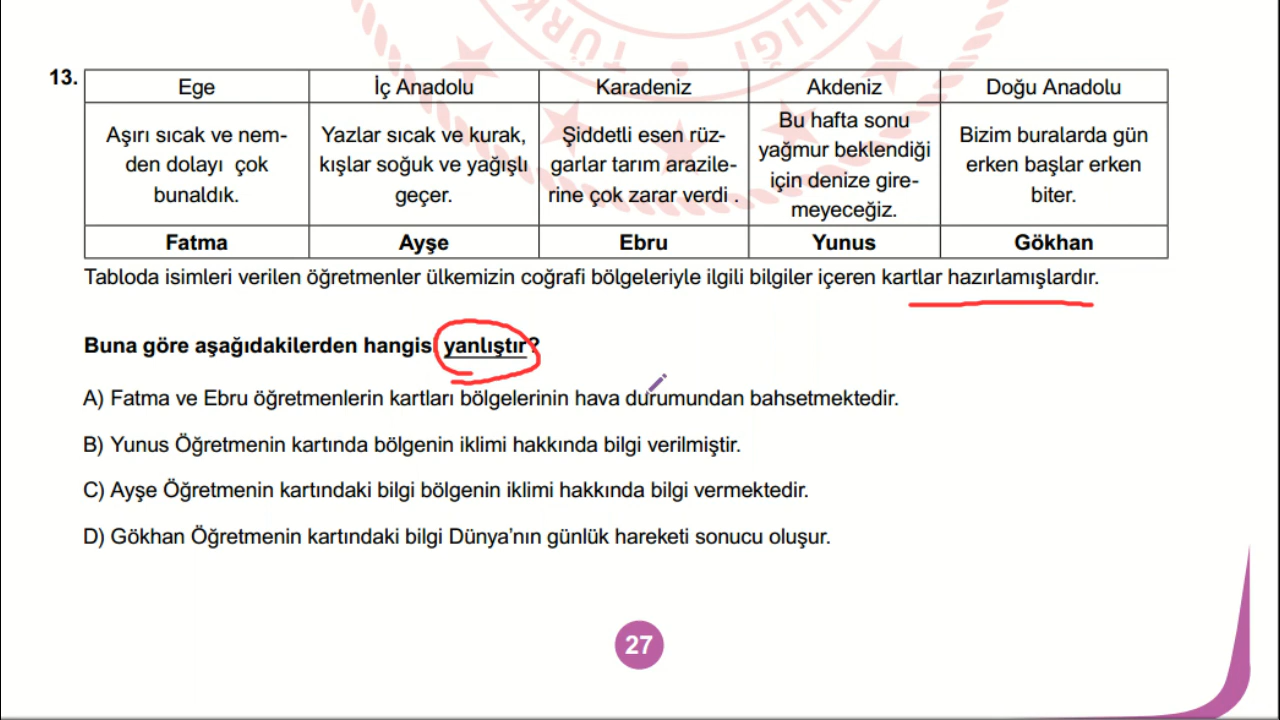 TÜRK
NLIĞI
13.
Ege
İç Anadolu
Karadeniz
Akdeniz
Doğu Anadolu
Aşırı sıcak ve nem-
den dolayı çok
bunaldık.
Yazlar sıcak ve kurak,
kışlar soğuk ve yağışlı
geçer.
Şiddetli esen rüz-
garlar tarım arazile-
rine çok zarar verdi .
Bu hafta sonu
yağmur beklendiği
için denize gire-
meyeceğiz.
Bizim buralarda gün
erken başlar erken
biter.
Fatma
Ayşe
Ebru
Yunus
Gökhan
Tabloda isimleri verilen öğretmenler ülkemizin coğrafi bölgeleriyle ilgili bilgiler içeren kartlar hazırlamışlardır.
Buna göre aşağıdakilerden hangisi yanlıştır?
A) Fatma ve Ebru öğretmenlerin kartları bölgelerinin hava durumundan bahsetmektedir.
B) Yunus Öğretmenin kartında bölgenin iklimi hakkında bilgi verilmiştir.
C) Ayşe Öğretmenin kartındaki bilgi bölgenin iklimi hakkında bilgi vermektedir.
D) Gökhan Öğretmenin kartındaki bilgi Dünya’nın günlük hareketi sonucu oluşur.
27